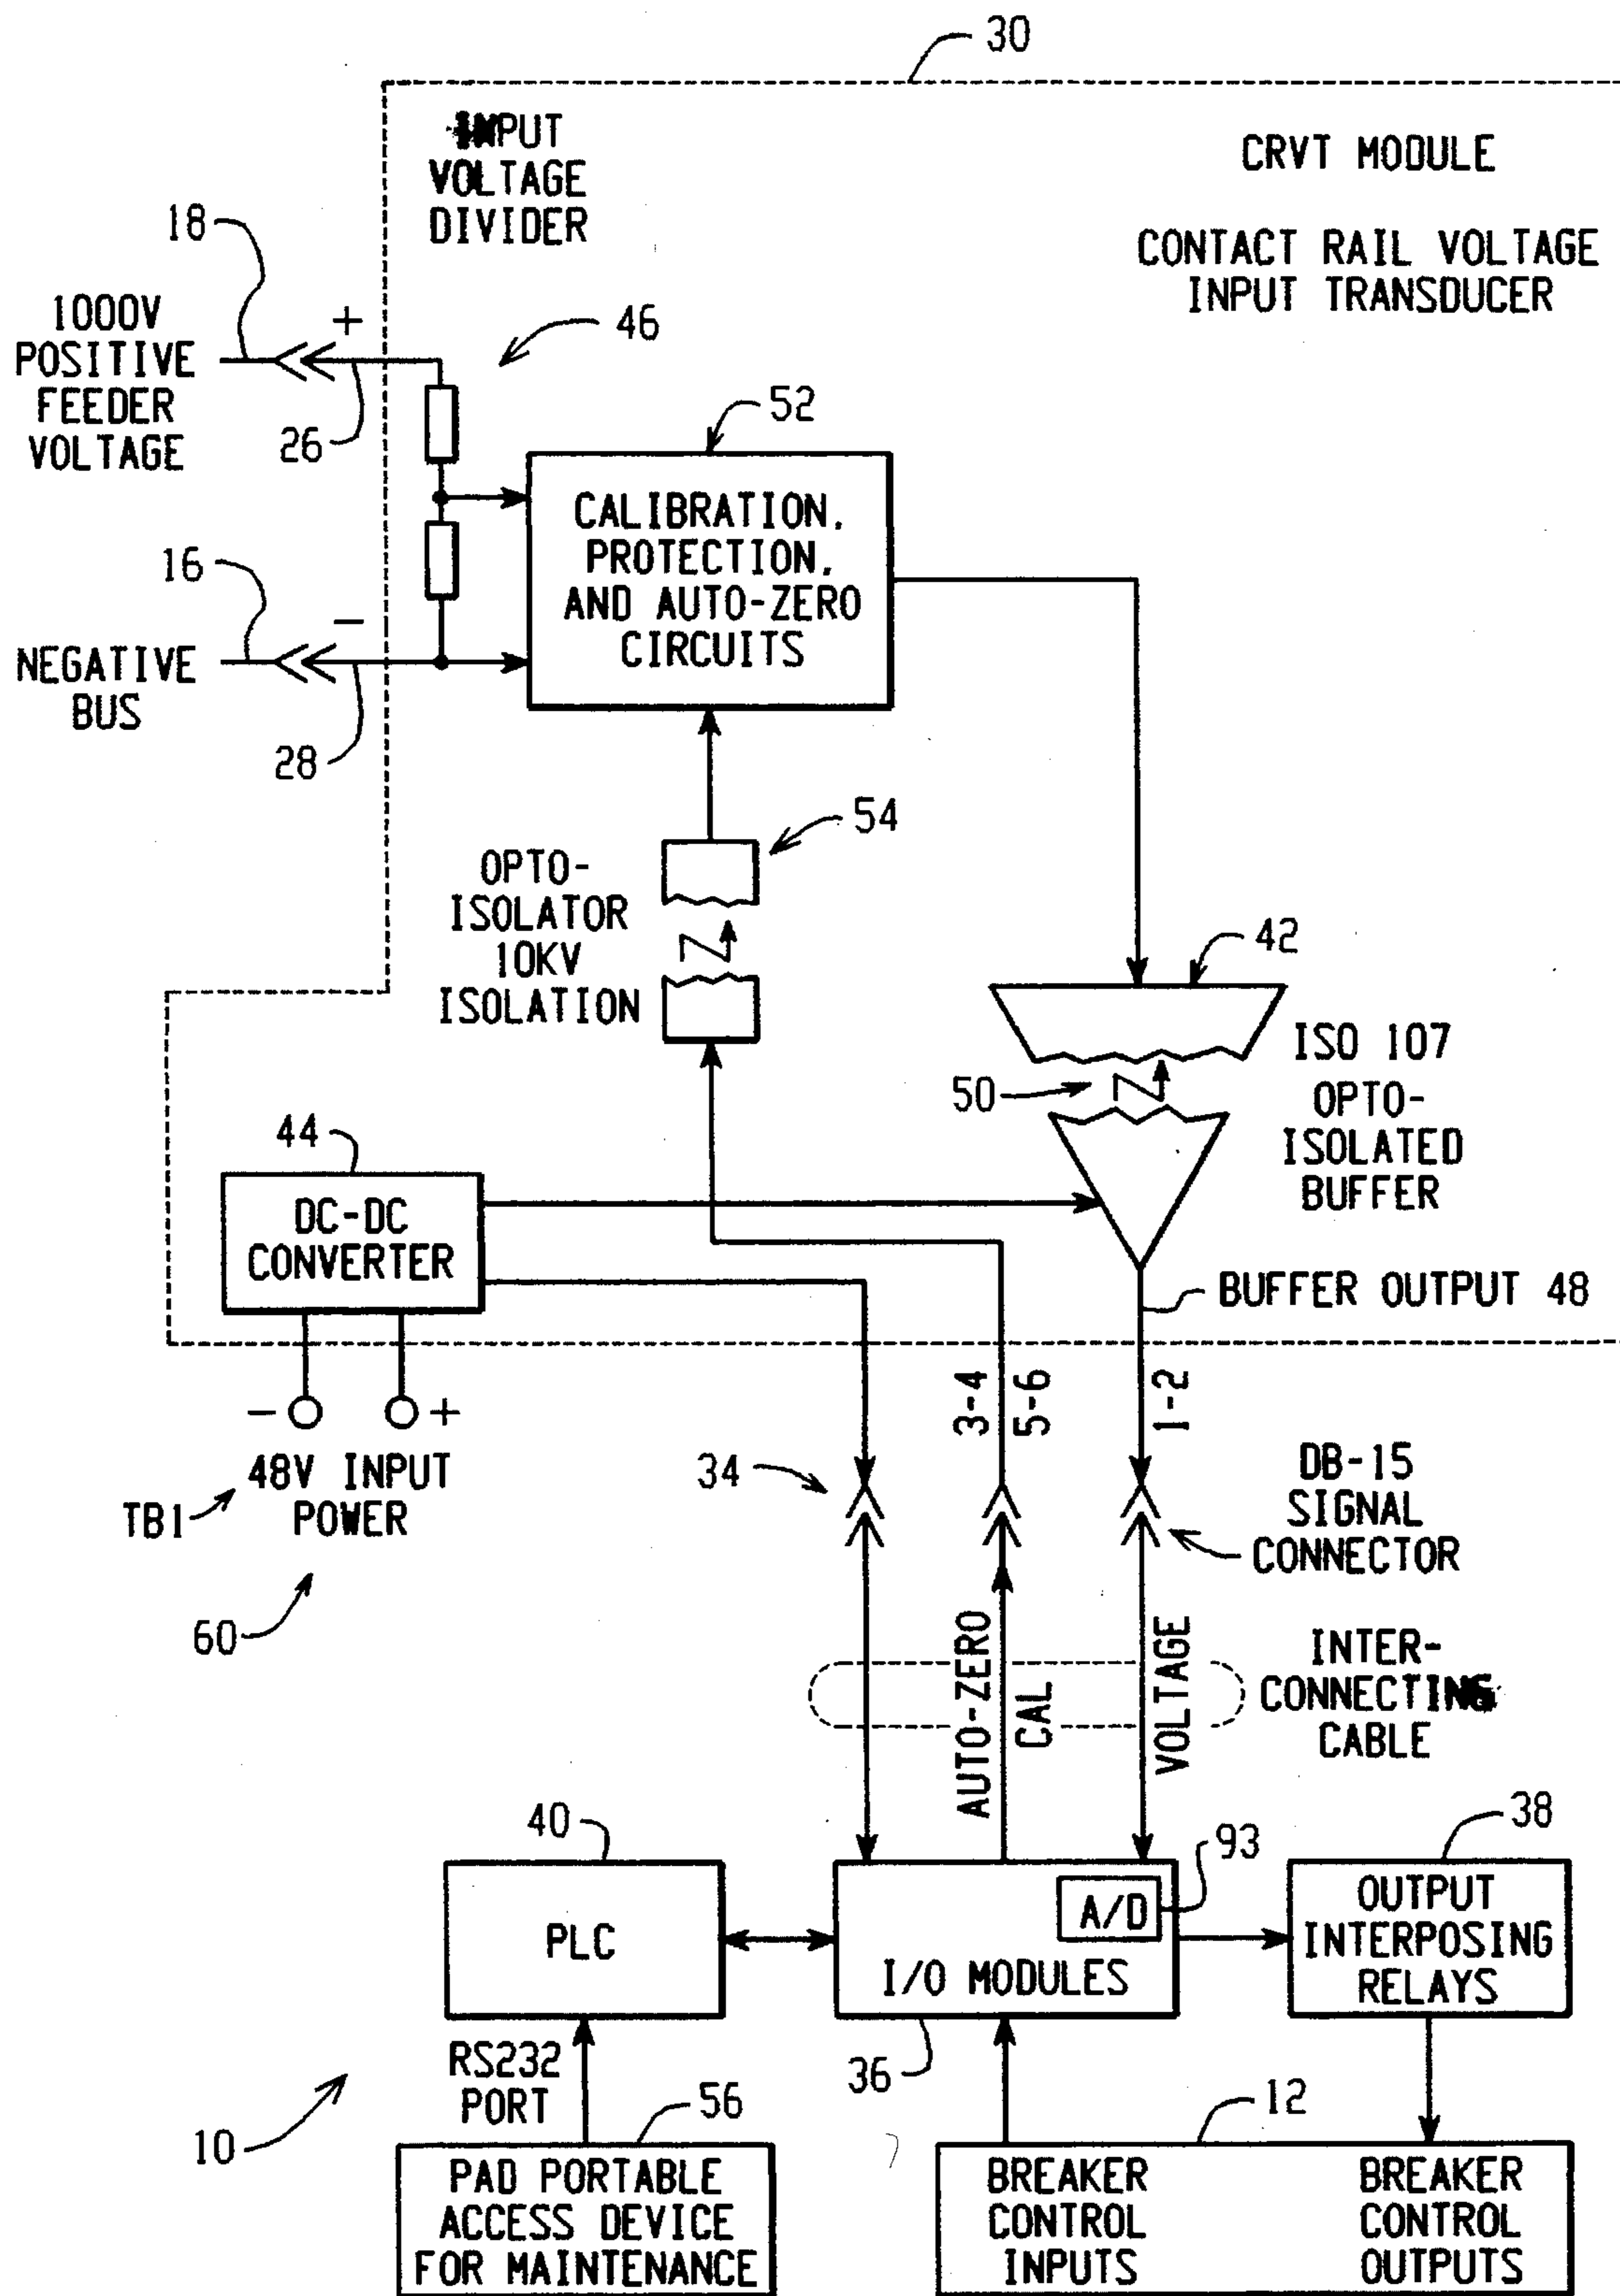 30
INPUT
VOLTAGE
DIVIDER
CRVT MODULE
CONTACT RAIL VOLTAGE
INPUT TRANSDUCER
18
1000V
POSITIVE
FEEDER
VOLTAGE
+
26
46
52
CALIBRATION,
PROTECTION,
AND AUTO-ZERO
CIRCUITS
16
-
NEGATIVE
BUS
28
54
OPTO-
ISOLATOR
10KV
ISOLATION
42
ISO 107
OPTO-
ISOLATED
BUFFER
50
44
DC-DC
CONVERTER
BUFFER OUTPUT 48
- +
48V INPUT
POWER
TB1
60
34
3-4
5-6
1-2
DB-15
SIGNAL
CONNECTOR
AUTO-ZERO
CAL
VOLTAGE
INTER-
CONNECTING
CABLE
40
PLC
93
A/D
I/O MODULES
36
38
OUTPUT
INTERPOSING
RELAYS
RS232
PORT
10
56
PAD PORTABLE
ACCESS DEVICE
FOR MAINTENANCE
12
BREAKER
CONTROL
INPUTS
BREAKER
CONTROL
OUTPUTS